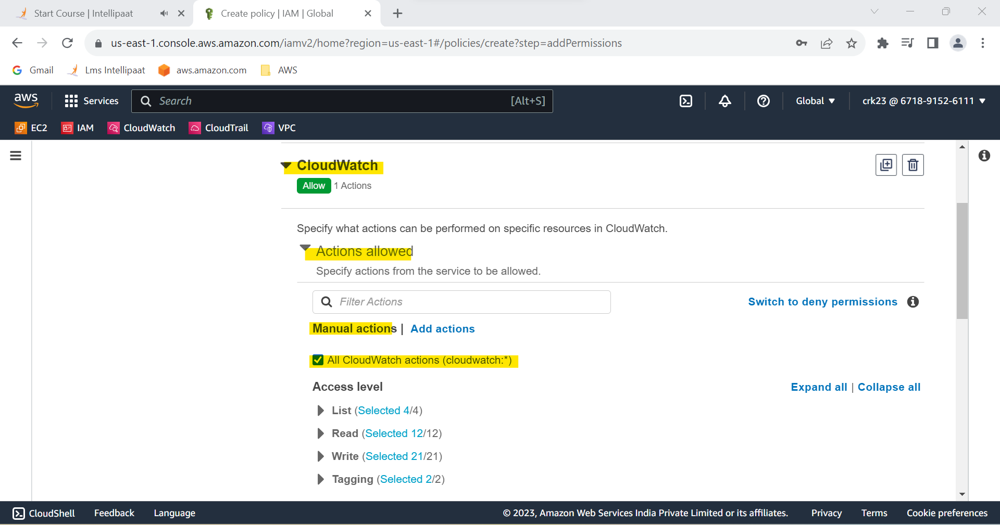 Start Course | Intellipaat
Create policy | IAM | Global
us-east-1.console.aws.amazon.com/iamv2/home?region=us-east-1#/policies/create?step=addPermissions
Gmail
Lms Intellipaat
aws.amazon.com
AWS
aws
Services
Search
[Alt+S]
Global
crk23 @ 6718-9152-6111
EC2
IAM
CloudWatch
CloudTrail
VPC
CloudWatch
Allow 1 Actions
Specify what actions can be performed on specific resources in CloudWatch.
Actions allowed
Specify actions from the service to be allowed.
Filter Actions
Switch to deny permissions
Manual actions | Add actions
All CloudWatch actions (cloudwatch:*)
Access level
Expand all | Collapse all
List (Selected 4/4)
Read (Selected 12/12)
Write (Selected 21/21)
Tagging (Selected 2/2)
CloudShell
Feedback
Language
© 2023, Amazon Web Services India Private Limited or its affiliates.
Privacy
Terms
Cookie preferences